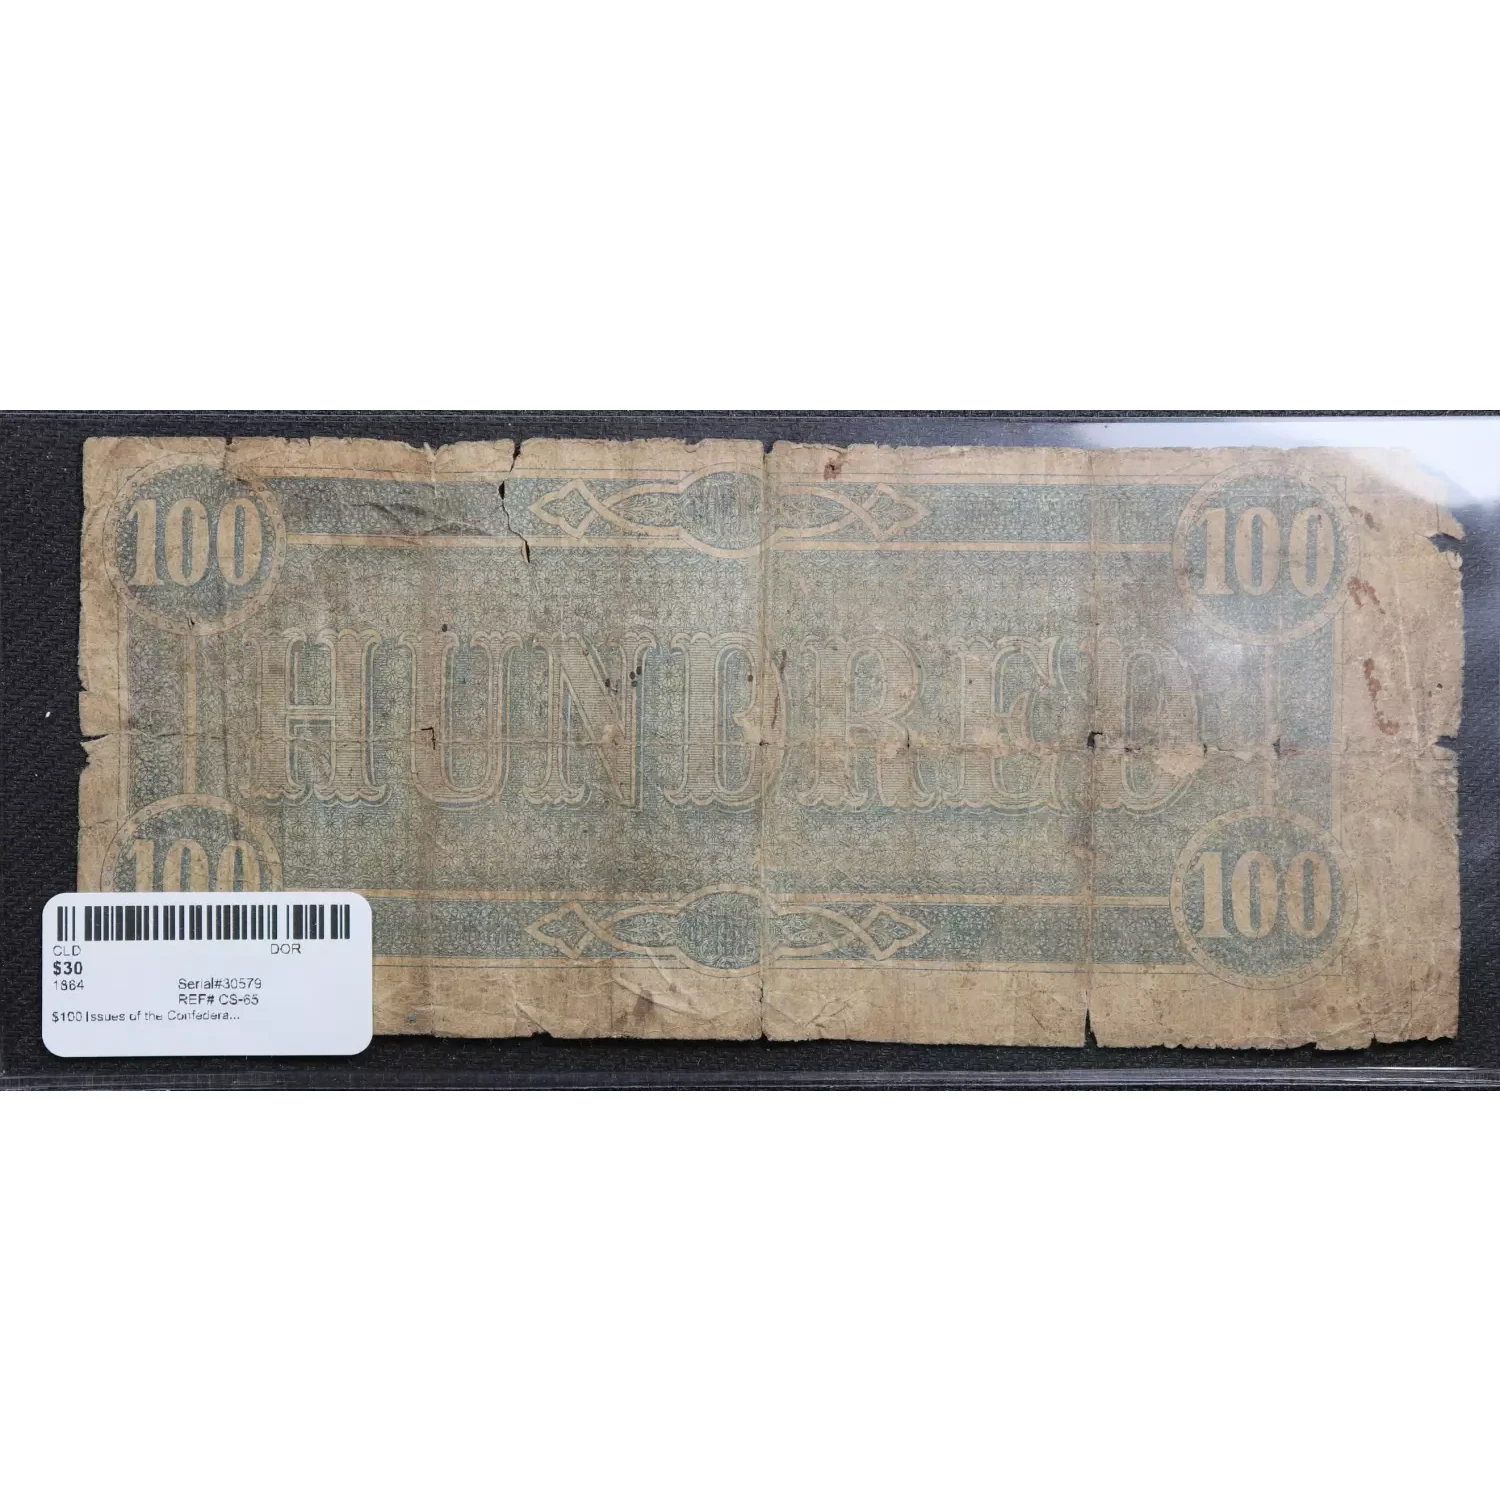 100
100
HUNDRED
100
100
CLD DOR
$30
1864 Serial#30579
REF# CS-65
$100 Issues of the Confedera...